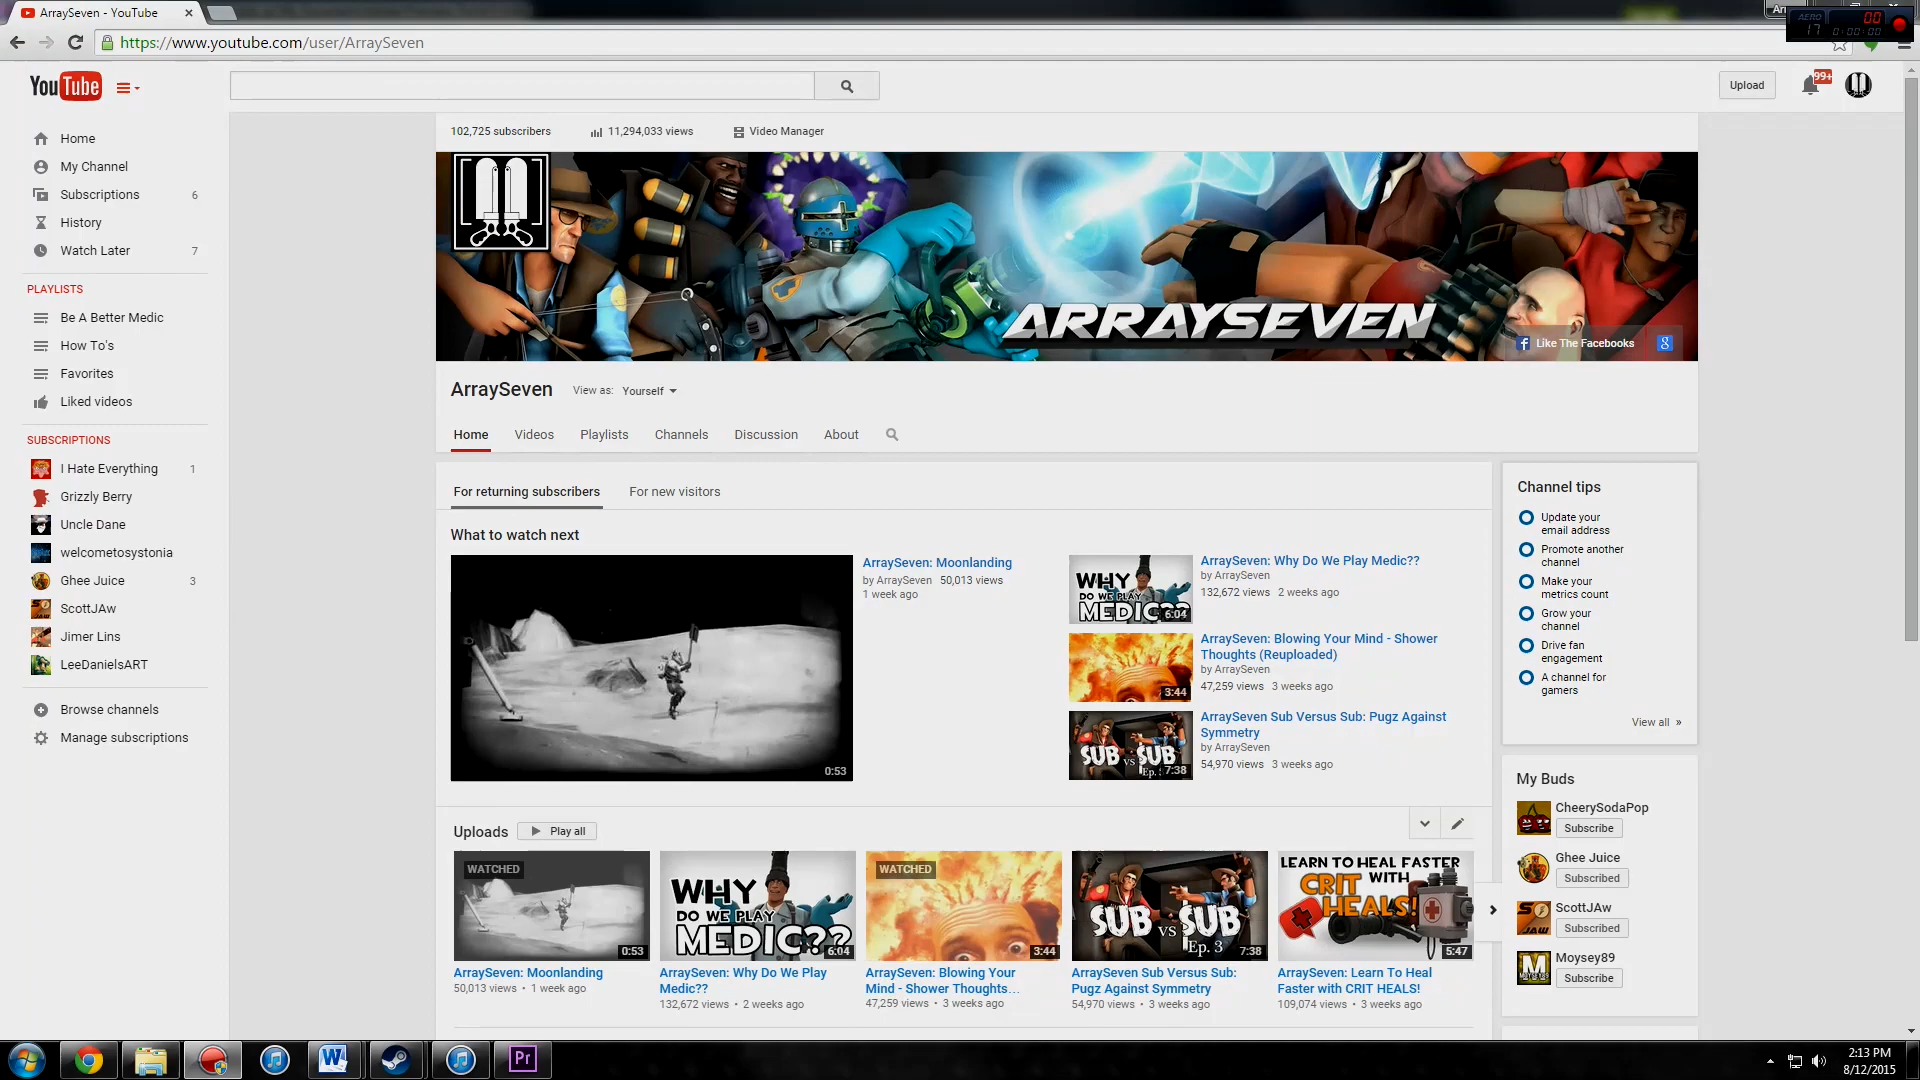 ArraySeven - YouTube
https://www.youtube.com/user/ArraySeven
AERO
17
00
0:00:00
YouTube
Upload
99+
Home
My Channel
Subscriptions 6
History
Watch Later 7
PLAYLISTS
Be A Better Medic
How To's
Favorites
Liked videos
SUBSCRIPTIONS
I Hate Everything 1
Grizzly Berry
Uncle Dane
welcometosystonia
Ghee Juice 3
ScottJAw
Jimer Lins
LeeDanielsART
Browse channels
Manage subscriptions
102,725 subscribers 11,294,033 views Video Manager
ARRAYSEVEN
Like The Facebooks
ArraySeven View as: Yourself
Home Videos Playlists Channels Discussion About
For returning subscribers For new visitors
What to watch next
0:53
ArraySeven: Moonlanding
by ArraySeven 50,013 views
1 week ago
WHY
DO WE PLAY
MEDIC??
6:04
ArraySeven: Why Do We Play Medic??
by ArraySeven
132,672 views 2 weeks ago
3:44
ArraySeven: Blowing Your Mind - Shower
Thoughts (Reuploaded)
by ArraySeven
47,259 views 3 weeks ago
SUB VS SUB
Ep.
7:38
ArraySeven Sub Versus Sub: Pugz Against
Symmetry
by ArraySeven
54,970 views 3 weeks ago
Uploads Play all
WATCHED
0:53
ArraySeven: Moonlanding
50,013 views • 1 week ago
WHY
DO WE PLAY
MEDIC??
6:04
ArraySeven: Why Do We Play
Medic??
132,672 views • 2 weeks ago
WATCHED
3:44
ArraySeven: Blowing Your
Mind - Shower Thoughts...
47,259 views • 3 weeks ago
SUB VS SUB
Ep. 3
7:38
ArraySeven Sub Versus Sub:
Pugz Against Symmetry
54,970 views • 3 weeks ago
LEARN TO HEAL FASTER
WITH
CRIT
HEALS!
5:47
ArraySeven: Learn To Heal
Faster with CRIT HEALS!
109,074 views • 3 weeks ago
Channel tips
Update your
email address
Promote another
channel
Make your
metrics count
Grow your
channel
Drive fan
engagement
A channel for
gamers
View all »
My Buds
CheerySodaPop
Subscribe
Ghee Juice
Subscribed
ScottJAw
Subscribed
Moysey89
Subscribe
Pr
2:13 PM
8/12/2015